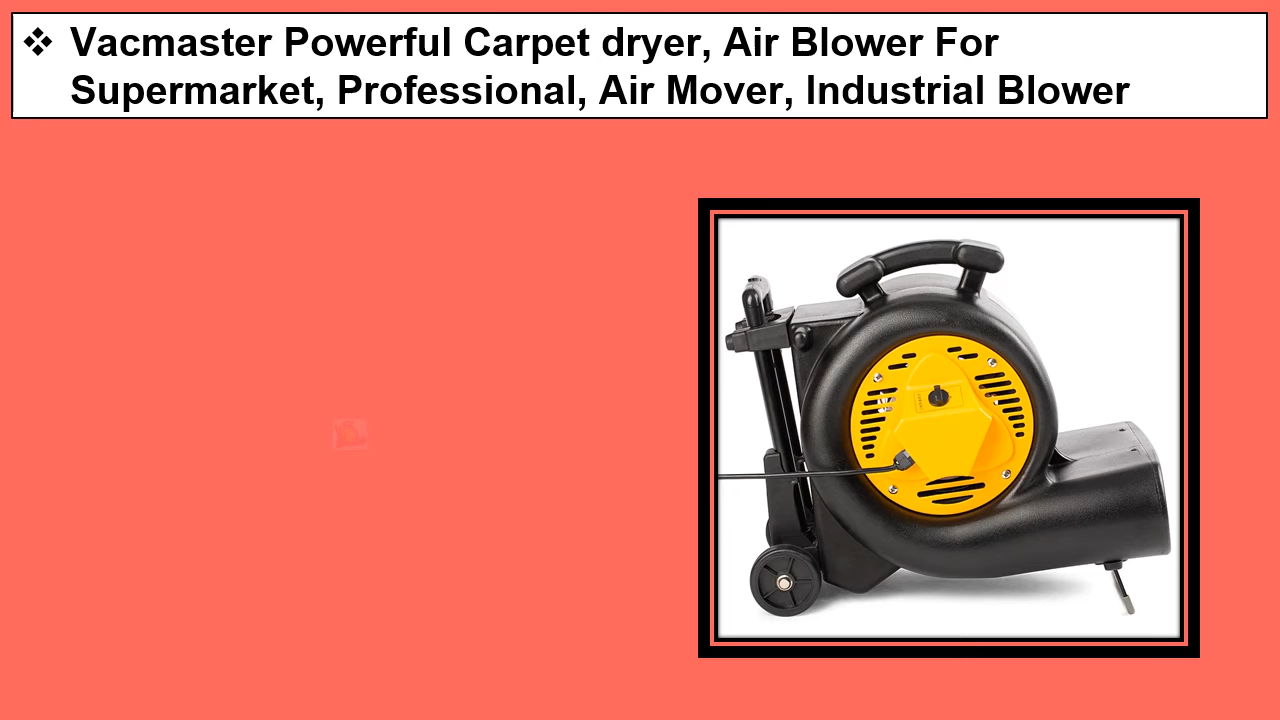 ❖ Vacmaster Powerful Carpet dryer, Air Blower For
Supermarket, Professional, Air Mover, Industrial Blower